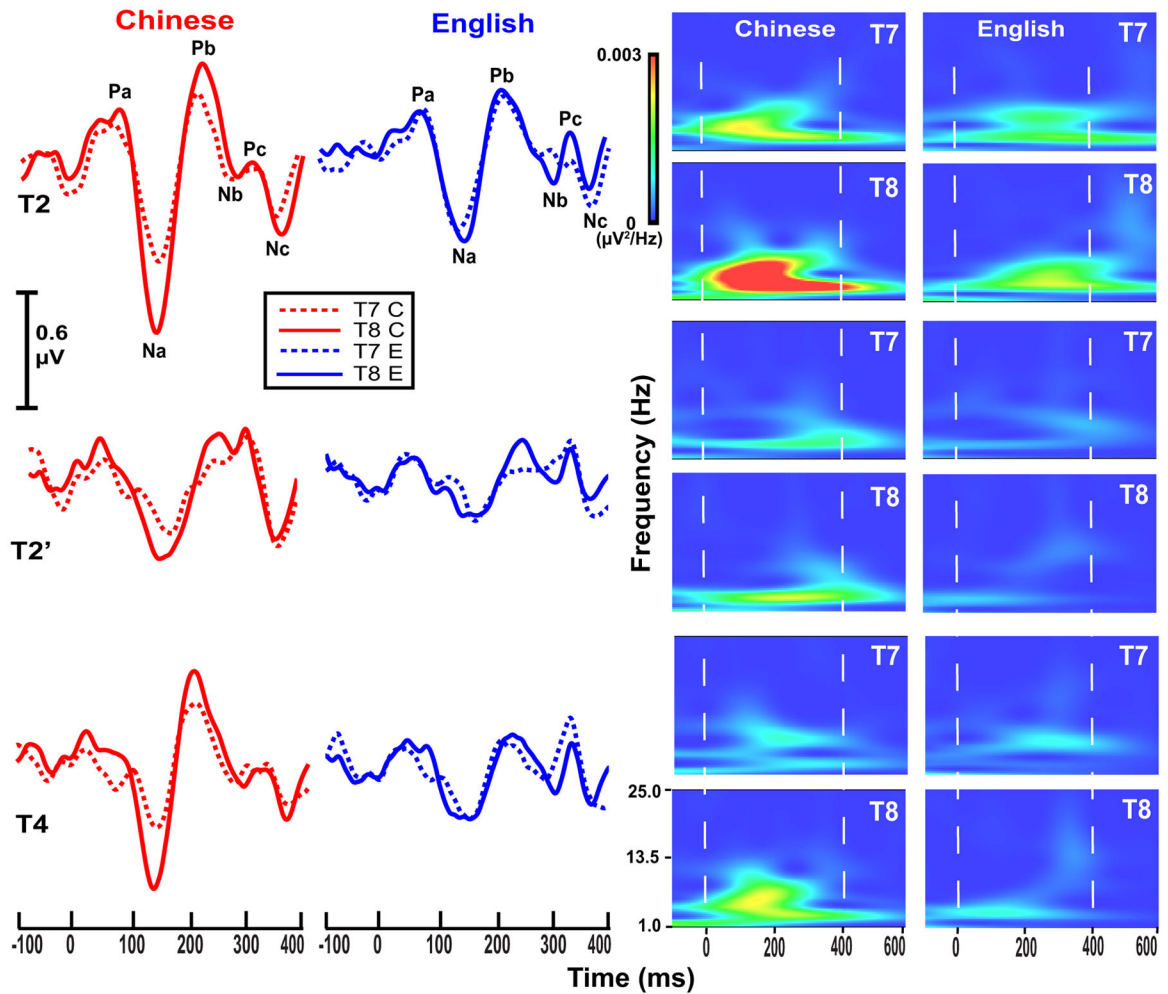 Chinese
English
Pa
Pb
Pc
Nb
Na
Nc
T2
Pa
Pb
Pc
Nb
Na
Nc
0.6
µV
T7 C
T8 C
T7 E
T8 E
T2’
T4
-100 0 100 200 300 400
-100 0 100 200 300 400
Time (ms)
0.003
0
(µV²/Hz)
Frequency (Hz)
Chinese T7
English T7
T8
T8
T7
T7
T8
T8
T7
T7
T8
T8
25.0
13.5
1.0
0 200 400 600
0 200 400 600